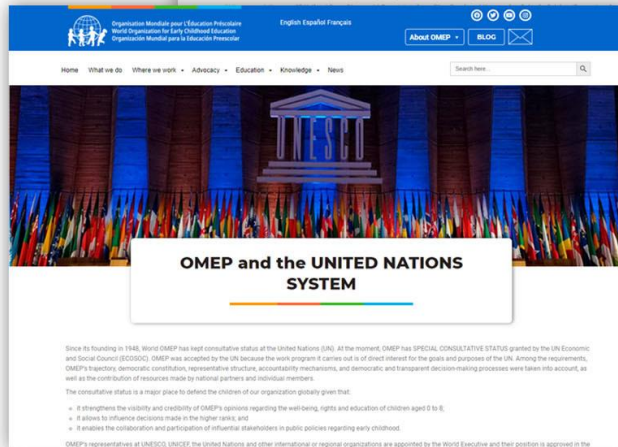 Organisation Mondiale pour L'Éducation Préscolaire
World Organization for Early Childhood Education
Organización Mundial para la Educación Preescolar
English Español Français
About OMEP
BLOG
Home What we do Where we work Advocacy Education Knowledge News
Search here...
UNESCO
OMEP and the UNITED NATIONS
SYSTEM
Since its founding in 1948, World OMEP has kept consultative status at the United Nations (UN). At the moment, OMEP has SPECIAL CONSULTATIVE STATUS granted by the UN Economic
and Social Council (ECOSOC). OMEP was accepted by the UN because the work program it carries out is of direct interest for the goals and purposes of the UN. Among the requirements,
OMEP's trajectory, democratic constitution, representative structure, accountability mechanisms, and democratic and transparent decision-making processes were taken into account, as
well as the contribution of resources made by national partners and individual members.
The consultative status is a major place to defend the children of our organization globally given that:
it strengthens the visibility and credibility of OMEP's opinions regarding the well-being, rights and education of children aged 0 to 8;
it allows to influence decisions made in the higher ranks; and
it enables the collaboration and participation of influential stakeholders in public policies regarding early childhood.
OMEP's representatives at UNESCO, UNICEF, the United Nations and other international or regional organizations are appointed by the World Executive and their position is approved in the